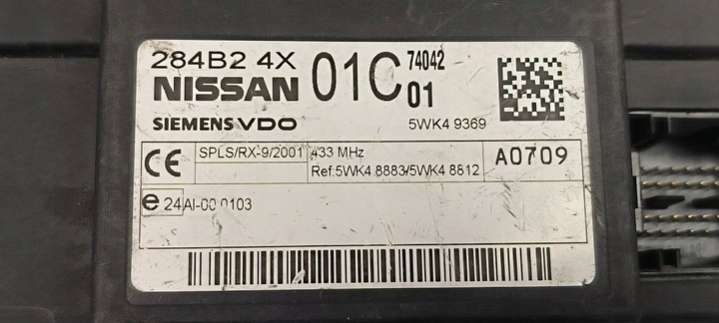 284B2 4X 01C 74042
NISSAN 01
SIEMENS VDO 5WK4 9369
CE SPLS/RX-9/2001 433 MHz A0709
Ref:5WK4 8883/5WK4 8812
e 24 AI-00 0103